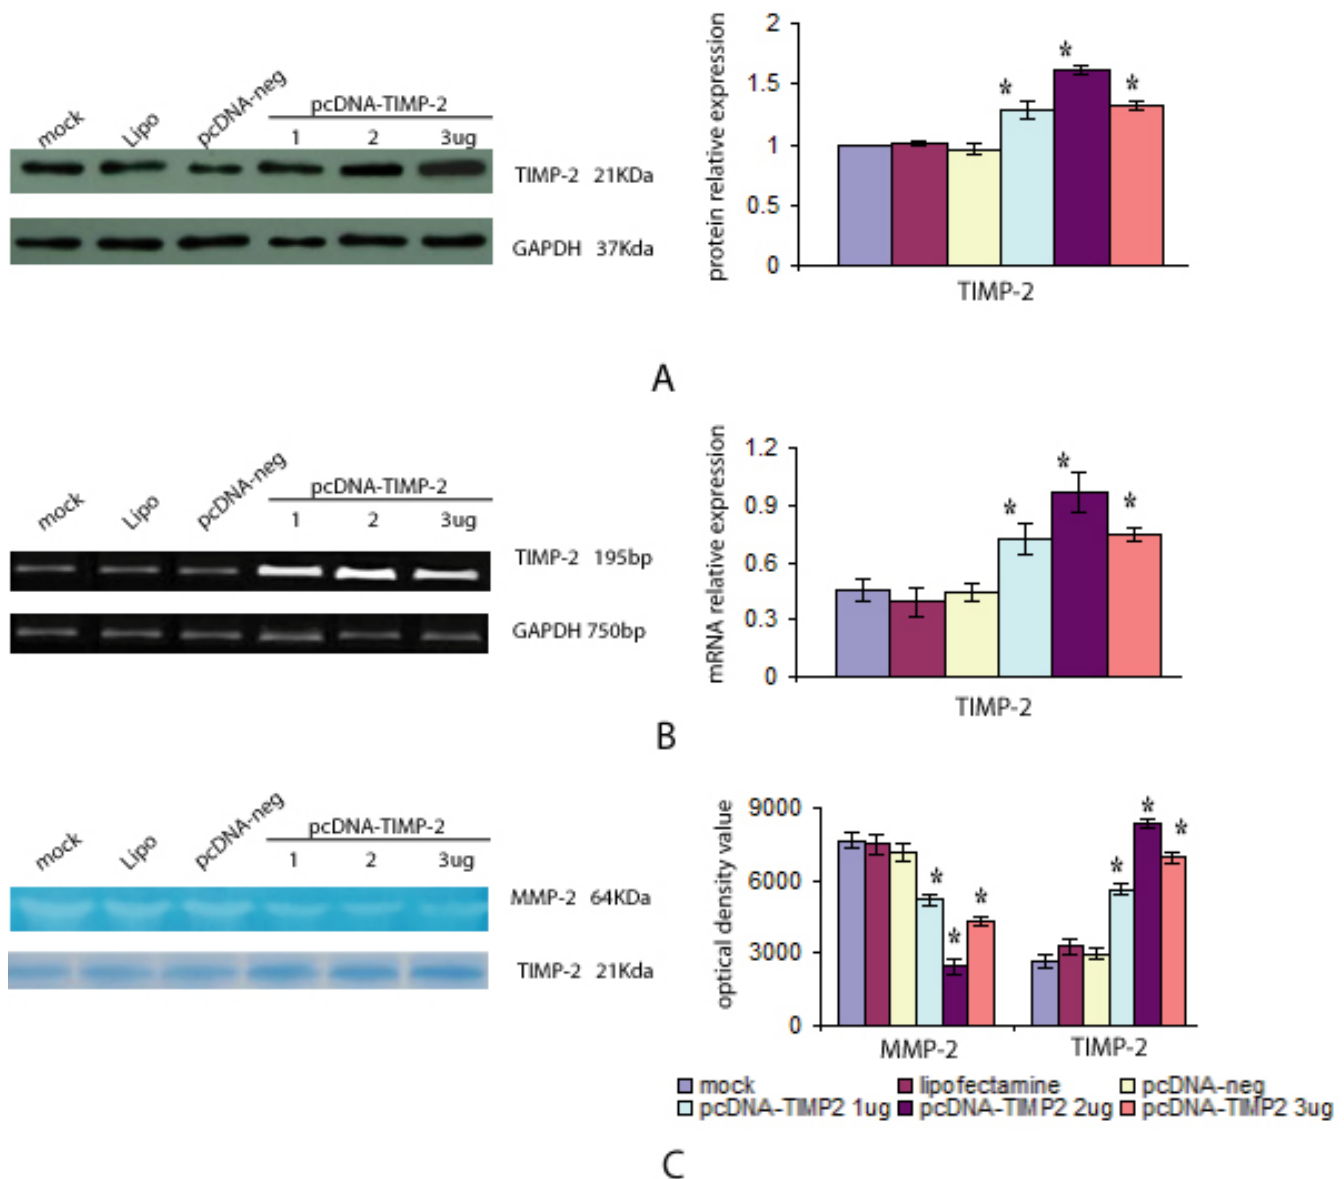 mock Lipo pcDNA-neg pcDNA-TIMP-2
1 2 3ug
TIMP-2 21KDa
GAPDH 37Kda
protein relative expression
2
1.5
1
0.5
0
* * *
TIMP-2
A
mock Lipo pcDNA-neg pcDNA-TIMP-2
1 2 3ug
TIMP-2 195bp
GAPDH 750bp
mRNA relative expression
1.2
0.9
0.6
0.3
0
* * *
TIMP-2
B
mock Lipo pcDNA-neg pcDNA-TIMP-2
1 2 3ug
MMP-2 64KDa
TIMP-2 21Kda
optical density value
9000
6000
3000
0
* * * * * *
MMP-2 TIMP-2
mock lipofectamine pcDNA-neg
pcDNA-TIMP2 1ug pcDNA-TIMP2 2ug pcDNA-TIMP2 3ug
C